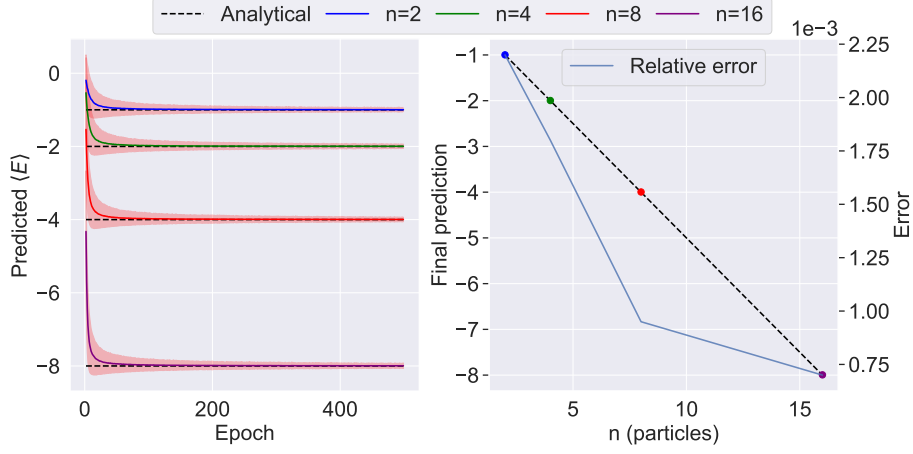 Analytical n=2 n=4 n=8 n=16
0
−2
−4
−6
−8
Predicted ⟨E⟩
0 200 400
Epoch
1e−3
Relative error
−1
−2
−3
−4
−5
−6
−7
−8
Final prediction
5 10 15
n (particles)
2.25
2.00
1.75
1.50
1.25
1.00
0.75
Error